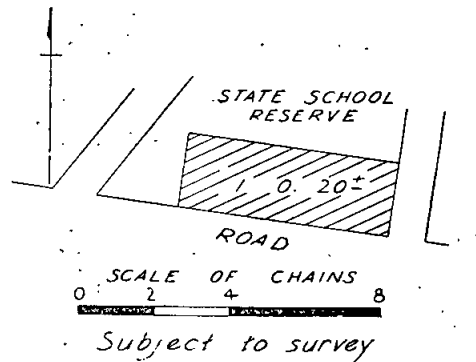 STATE SCHOOL
RESERVE
1. 0. 20±
ROAD
SCALE OF CHAINS
0 2 4 8
Subject to survey